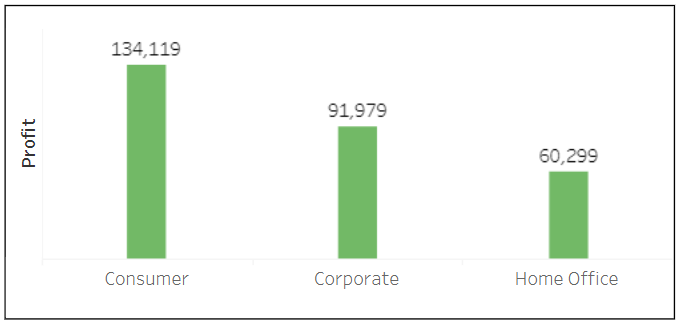 Profit
134,119
91,979
60,299
Consumer
Corporate
Home Office